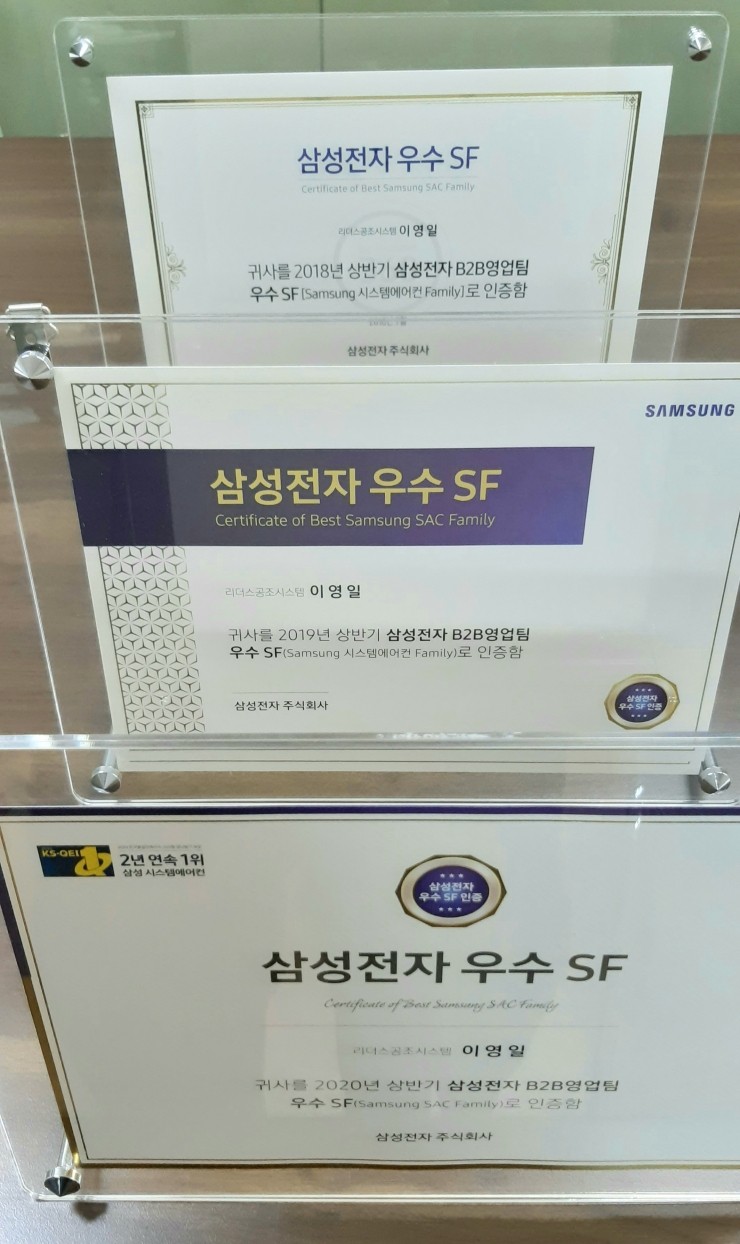 삼성전자 우수 SF
Certificate of Best Samsung SAC Family
리더스공조시스템 이영일
귀사를 2018년 상반기 삼성전자 B2B영업팀
우수 SF [Samsung 시스템에어컨 Family]로 인증함
삼성전자 주식회사
SAMSUNG
삼성전자 우수 SF
Certificate of Best Samsung SAC Family
리더스공조시스템 이영일
귀사를 2019년 상반기 삼성전자 B2B영업팀
우수 SF(Samsung 시스템에어컨 Family)로 인증함
삼성전자 주식회사
삼성전자
우수 SF 인증
KS-QEI 1
2년 연속 1위
삼성 시스템에어컨
삼성전자
우수 SF 인증
삼성전자 우수 SF
Certificate of Best Samsung SAC Family
리더스공조시스템 이영일
귀사를 2020년 상반기 삼성전자 B2B영업팀
우수 SF(Samsung SAC Family)로 인증함
삼성전자 주식회사